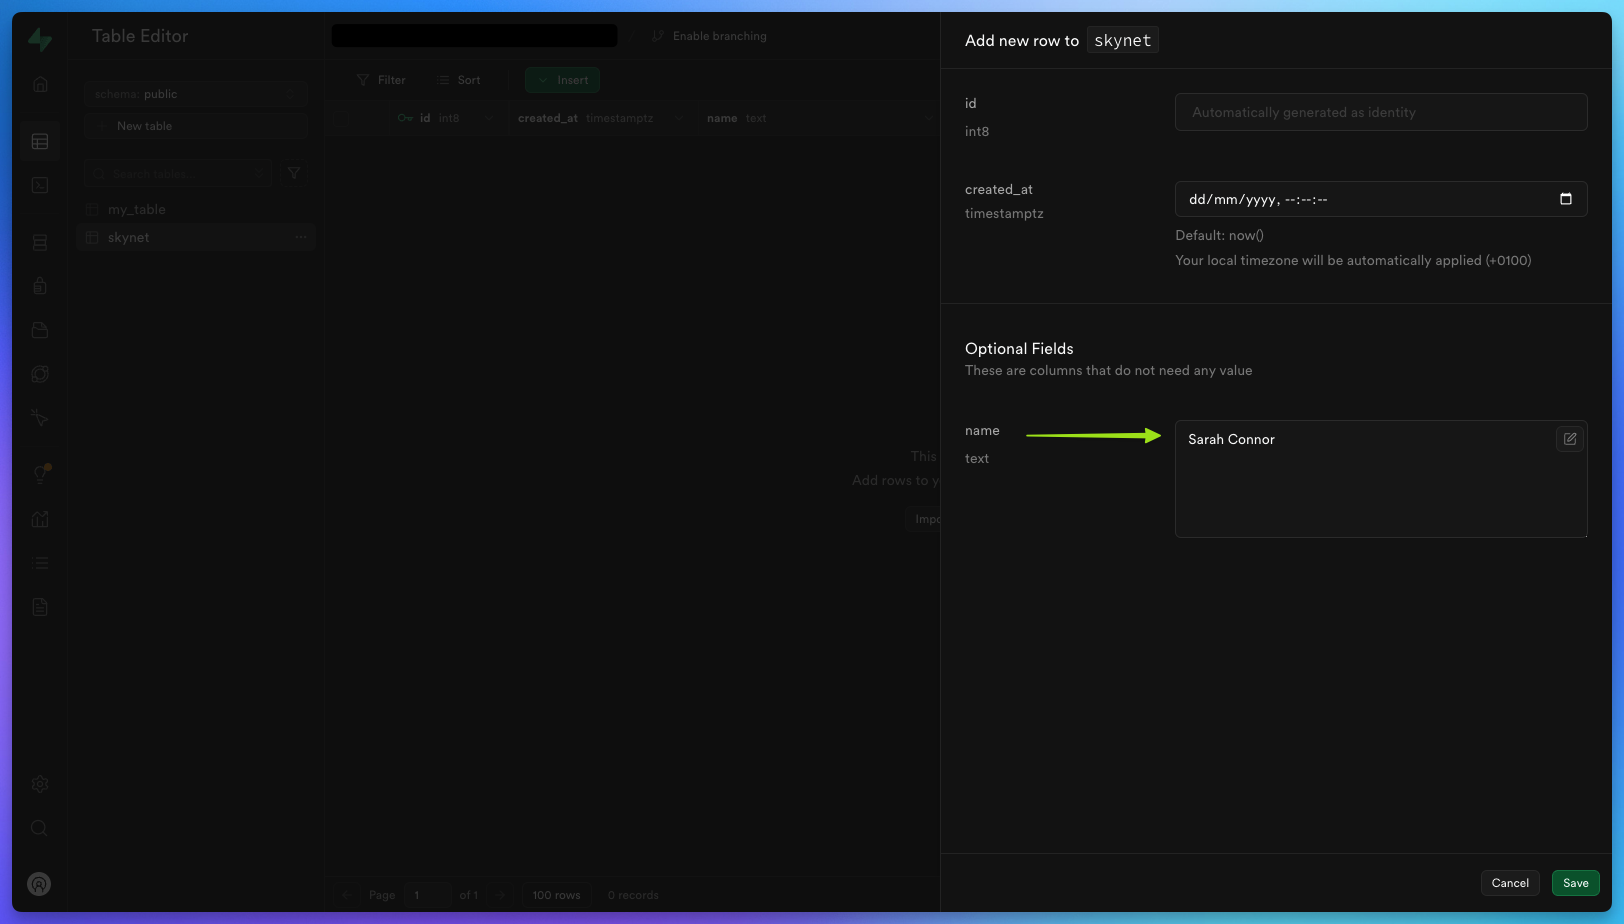 Table Editor
Enable branching
schema: public
New table
Search tables...
my_table
skynet
Filter
Sort
Insert
id int8
created_at timestamptz
name text
This
Add rows to y
Impo
Page
1
of 1
100 rows
0 records
Add new row to skynet
id
int8
Automatically generated as identity
created_at
timestamptz
dd/mm/yyyy, --:--:--
Default: now()
Your local timezone will be automatically applied (+0100)
Optional Fields
These are columns that do not need any value
name
text
Sarah Connor
Cancel
Save